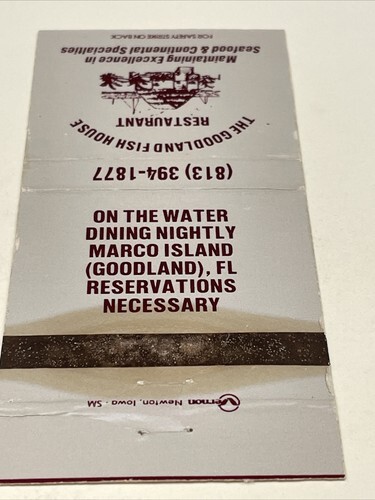 FOR SAFETY STRIKE ON BACK
Maintaining Excellence in
Seafood & Continental Specialties
THE GOODLAND FISH HOUSE
RESTAURANT
(813) 394-1877
ON THE WATER
DINING NIGHTLY
MARCO ISLAND
(GOODLAND), FL
RESERVATIONS
NECESSARY
Vernon Newton, Iowa - SM